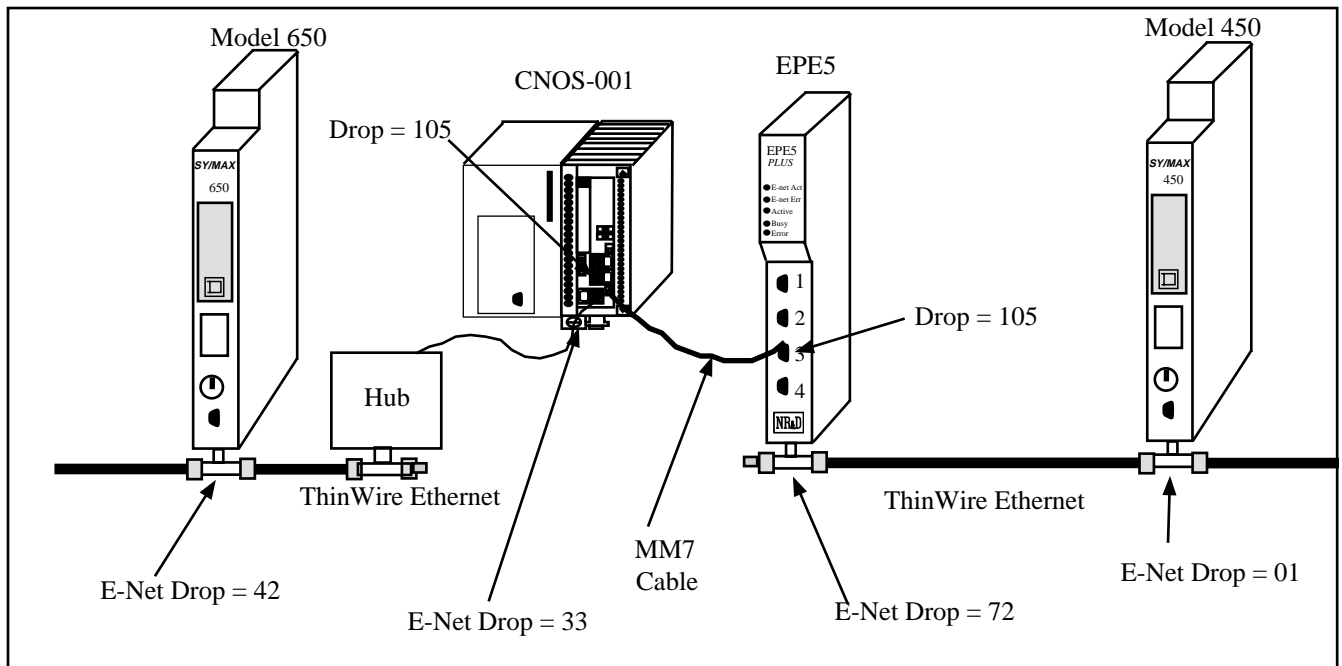 Model 650
CNOS-001
EPE5
Model 450
Drop = 105
SY/MAX
650
EPE5
PLUS
E-net Act
E-net Err
Active
Busy
Error
SY/MAX
450
1
2
3
4
Drop = 105
NR&D
Hub
ThinWire Ethernet
ThinWire Ethernet
MM7
Cable
E-Net Drop = 42
E-Net Drop = 33
E-Net Drop = 72
E-Net Drop = 01